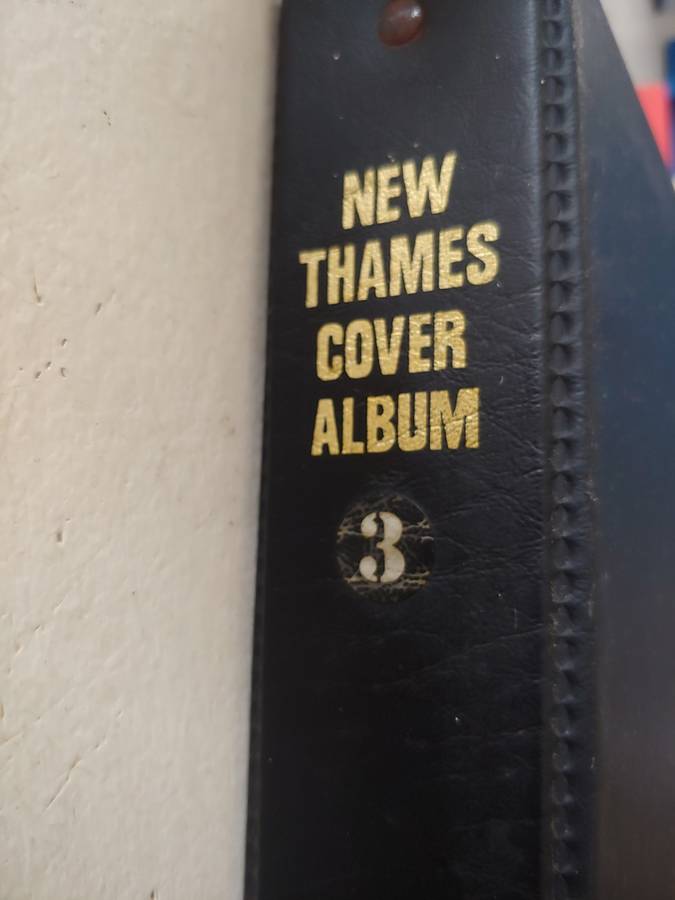 NEW
THAMES
COVER
ALBUM
3